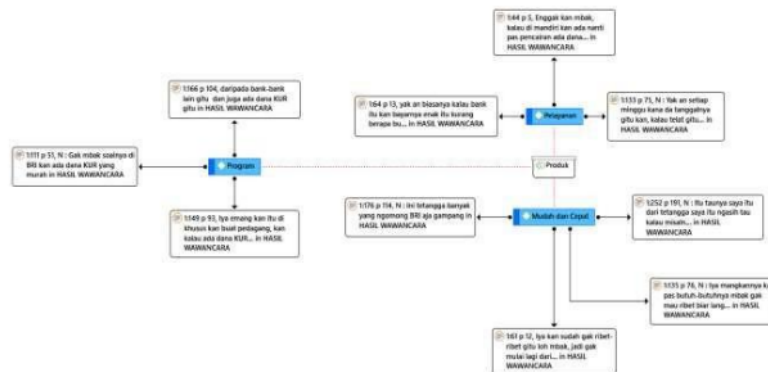 1:44 p 5, Enggak kan mbak,
kalau di mandiri kan ada nanti
pas pencairan ada dana... in
HASIL WAWANCARA
1:166 p 104, daripada bank-bank
lain gitu dan juga ada dana KUR
gitu in HASIL WAWANCARA
1:64 p 13, yak an biasanya kalau bank
itu kan bayarnya enak itu kurang
berapa bu... in HASIL WAWANCARA
Pelayanan
1:133 p 75, N : Yak an setiap
minggu kana da tanggalnya
gitu kan, kalau telat gitu... in
HASIL WAWANCARA
1:111 p 51, N : Gak mbak soalnya di
BRI kan ada dana KUR yang
murah in HASIL WAWANCARA
Program
Produk
1:149 p 93, Iya emang kan itu di
khusus kan buat pedagang, kan
kalau ada dana KUR... in HASIL
WAWANCARA
1:176 p 114, N : Ini tetangga banyak
yang ngomong BRI aja gampang in
HASIL WAWANCARA
Mudah dan Cepat
1:252 p 191, N : Itu taunya saya itu
dari tetangga saya itu ngasih tau
kalau misaln... in HASIL
WAWANCARA
1:135 p 76, N : Iya mangkannya ka
pas butuh-butuhnya mbak gak
mau ribet biar lang... in HASIL
WAWANCARA
1:61 p 12, Iya kan sudah gak ribet-
ribet gitu loh mbak, jadi gak
mulai lagi dari... in HASIL
WAWANCARA